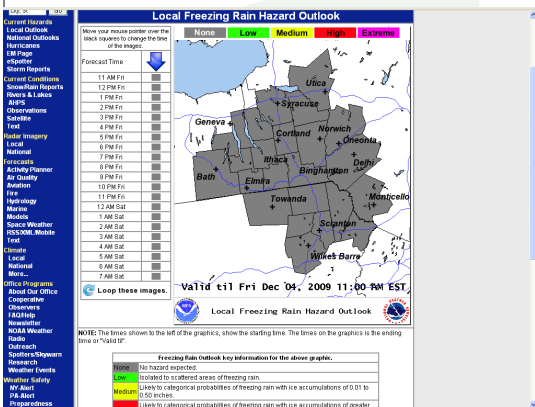 Local Freezing Rain Hazard Outlook
Current Hazards
Local Outlook
National Outlooks
Hurricanes
EM Page
eSpotter
Storm Reports
Current Conditions
Snow/Rain Reports
Rivers & Lakes
AHPS
Observations
Satellite
Text
Radar Imagery
Local
National
Forecasts
Activity Planner
Air Quality
Aviation
Fire
Hydrology
Marine
Models
Space Weather
RSS/XML/Mobile
Text
Climate
Local
National
More...
Office Programs
About Our Office
Cooperative
Observers
FAQ/Help
Newsletter
NOAA Weather
Radio
Outreach
Spotters/Skywarn
Research
Weather Events
Weather Safety
NY-Alert
PA-Alert
Preparedness
Move your mouse pointer over the
black squares to change the time
of the images.
Forecast Time
11 AM Fri
12 PM Fri
1 PM Fri
2 PM Fri
3 PM Fri
4 PM Fri
5 PM Fri
6 PM Fri
7 PM Fri
8 PM Fri
9 PM Fri
10 PM Fri
11 PM Fri
12 AM Sat
1 AM Sat
2 AM Sat
3 AM Sat
4 AM Sat
5 AM Sat
6 AM Sat
7 AM Sat
Loop these images.
None Low Medium High Extreme
Utica
Syracuse
Geneva
Cortland
Norwich
Oneonta
Ithaca
Delhi
Bath
Elmira
Binghamton
Towanda
Monticello
Scranton
Wilkes Barre
Valid til Fri Dec 04, 2009 11:00 AM EST
Local Freezing Rain Hazard Outlook
NOTE: The times shown to the left of the graphics, show the starting time. The times on the graphics is the ending
time or "Valid til".
Freezing Rain Outlook key information for the above graphic.
None No hazard expected.
Low Isolated to scattered areas of freezing rain.
Medium Likely to categorical probabilities of freezing rain with ice accumulations of 0.01 to
0.50 inches.
Likely to categorical probabilities of freezing rain with ice accumulations of greater